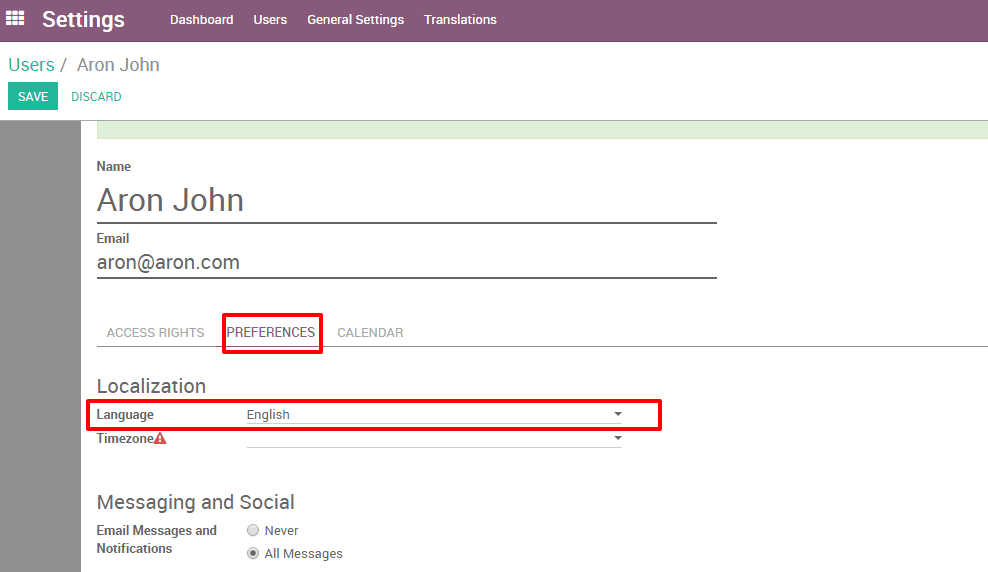 Settings Dashboard Users General Settings Translations
Users / Aron John
SAVE DISCARD
Name
Aron John
Email
aron@aron.com
ACCESS RIGHTS PREFERENCES CALENDAR
Localization
Language English
Timezone
Messaging and Social
Email Messages and Notifications Never
All Messages